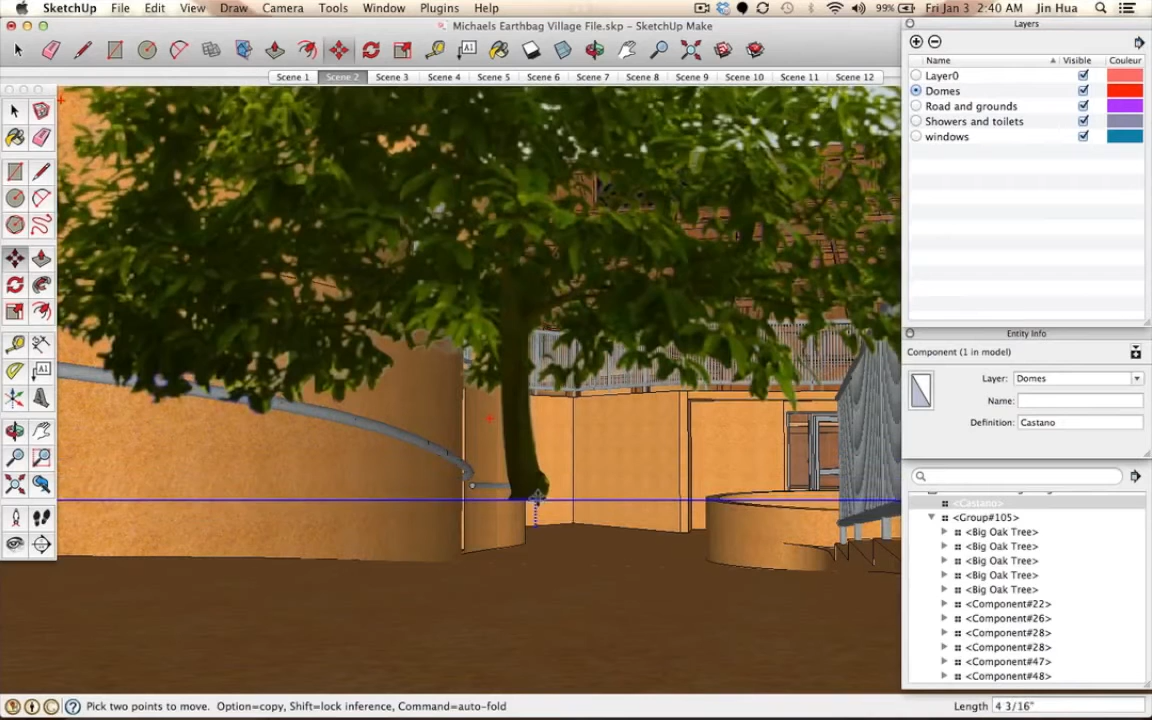 SketchUp File Edit View Draw Camera Tools Window Plugins Help 99% Fri Jan 3 2:40 AM Jin Hua
Michaels Earthbag Village File.skp - SketchUp Make
Layers
Name Visible Couleur
Layer0
Domes
Road and grounds
Showers and toilets
windows
Scene 1 Scene 2 Scene 3 Scene 4 Scene 5 Scene 6 Scene 7 Scene 8 Scene 9 Scene 10 Scene 11 Scene 12
A1
A1
Entity Info
Component (1 in model)
Layer: Domes
Name:
Definition: Castano
<Castano>
<Group#105>
<Big Oak Tree>
<Big Oak Tree>
<Big Oak Tree>
<Big Oak Tree>
<Big Oak Tree>
<Component#22>
<Component#26>
<Component#28>
<Component#28>
<Component#47>
<Component#48>
Pick two points to move. Option=copy, Shift=lock inference, Command=auto-fold
Length 4 3/16"